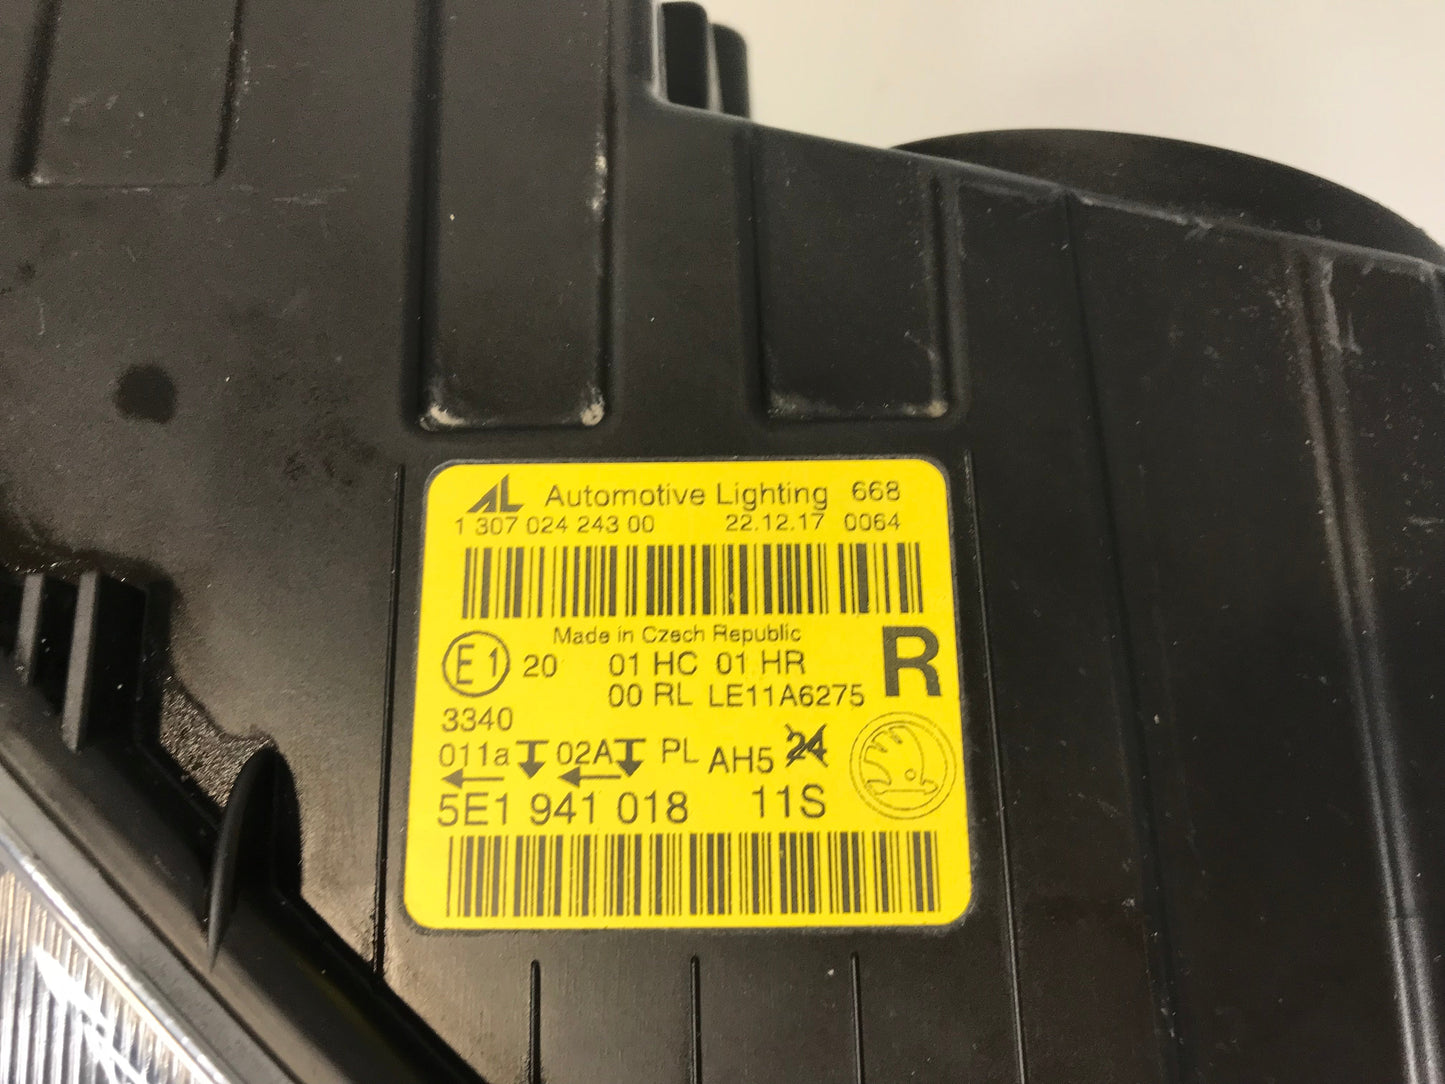 AL Automotive Lighting 668
1 307 024 243 00 22.12.17 0064
Made in Czech Republic
E1 20 01 HC 01 HR R
00 RL LE11A6275
3340
011a 02A PL AH5 24
5E1 941 018 11S